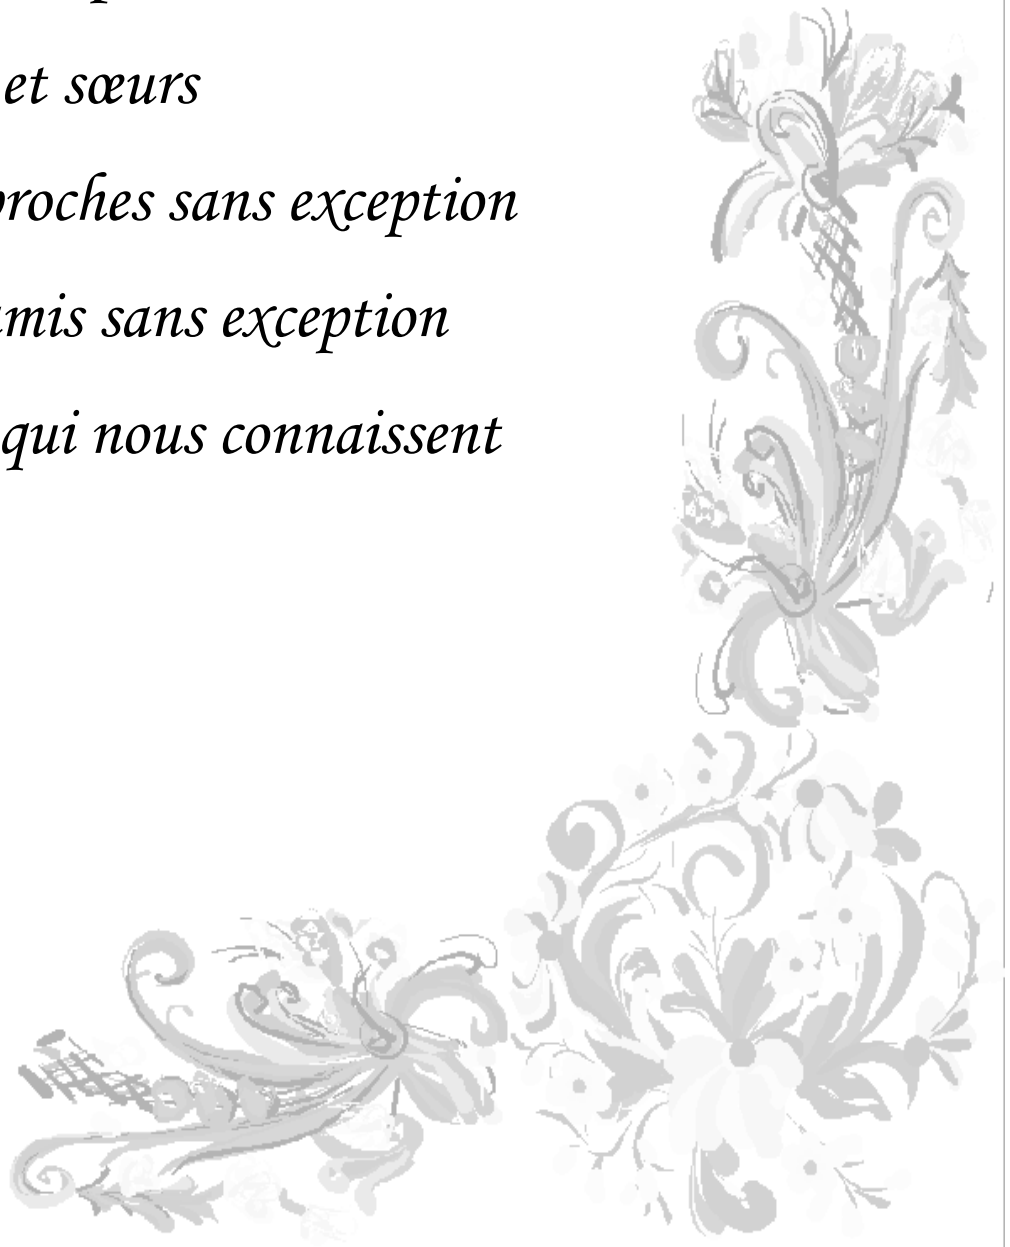 et sœurs
proches sans exception
amis sans exception
qui nous connaissent